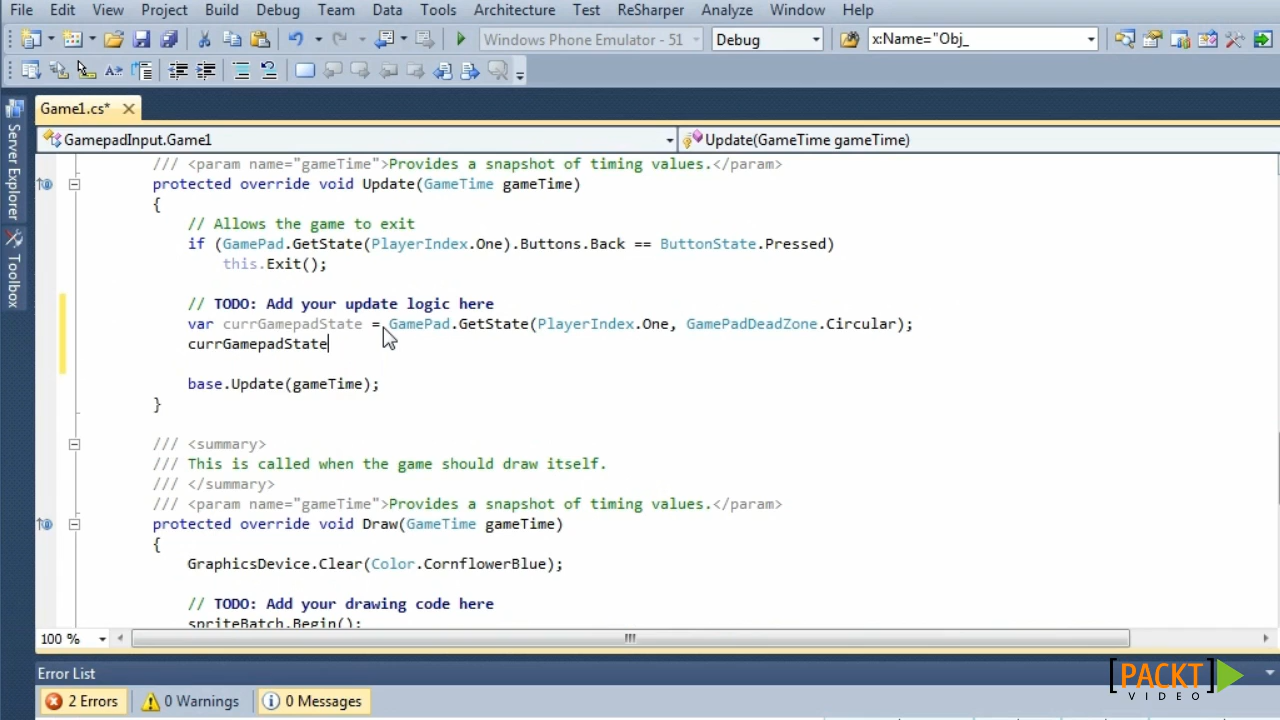 File Edit View Project Build Debug Team Data Tools Architecture Test ReSharper Analyze Window Help
Windows Phone Emulator - 51 Debug x:Name="Obj_
Game1.cs*
GamepadInput.Game1 Update(GameTime gameTime)
Server Explorer
Toolbox
/// <param name="gameTime">Provides a snapshot of timing values.</param>
protected override void Update(GameTime gameTime)
{
// Allows the game to exit
if (GamePad.GetState(PlayerIndex.One).Buttons.Back == ButtonState.Pressed)
this.Exit();
// TODO: Add your update logic here
var currGamepadState = GamePad.GetState(PlayerIndex.One, GamePadDeadZone.Circular);
currGamepadState
base.Update(gameTime);
}
/// <summary>
/// This is called when the game should draw itself.
/// </summary>
/// <param name="gameTime">Provides a snapshot of timing values.</param>
protected override void Draw(GameTime gameTime)
{
GraphicsDevice.Clear(Color.CornflowerBlue);
// TODO: Add your drawing code here
spriteBatch.Begin();
100 %
Error List
2 Errors 0 Warnings 0 Messages
[PACKT]
VIDEO